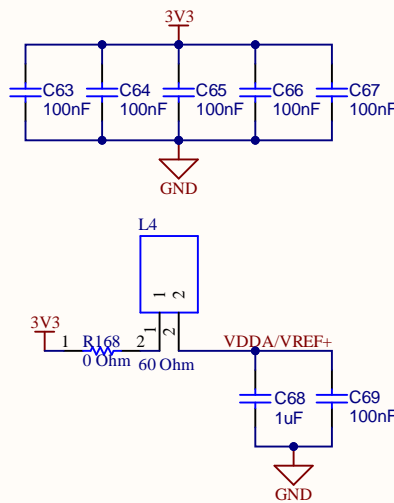 3V3
C63 C64 C65 C66 C67
100nF 100nF 100nF 100nF 100nF
GND
L4
1 2
1 2
3V3
1 R168 2
0 Ohm 60 Ohm
VDDA/VREF+
C68 C69
1uF 100nF
GND